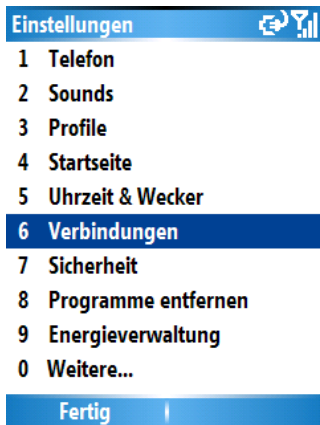 Einstellungen
1 Telefon
2 Sounds
3 Profile
4 Startseite
5 Uhrzeit & Wecker
6 Verbindungen
7 Sicherheit
8 Programme entfernen
9 Energieverwaltung
0 Weitere...
Fertig